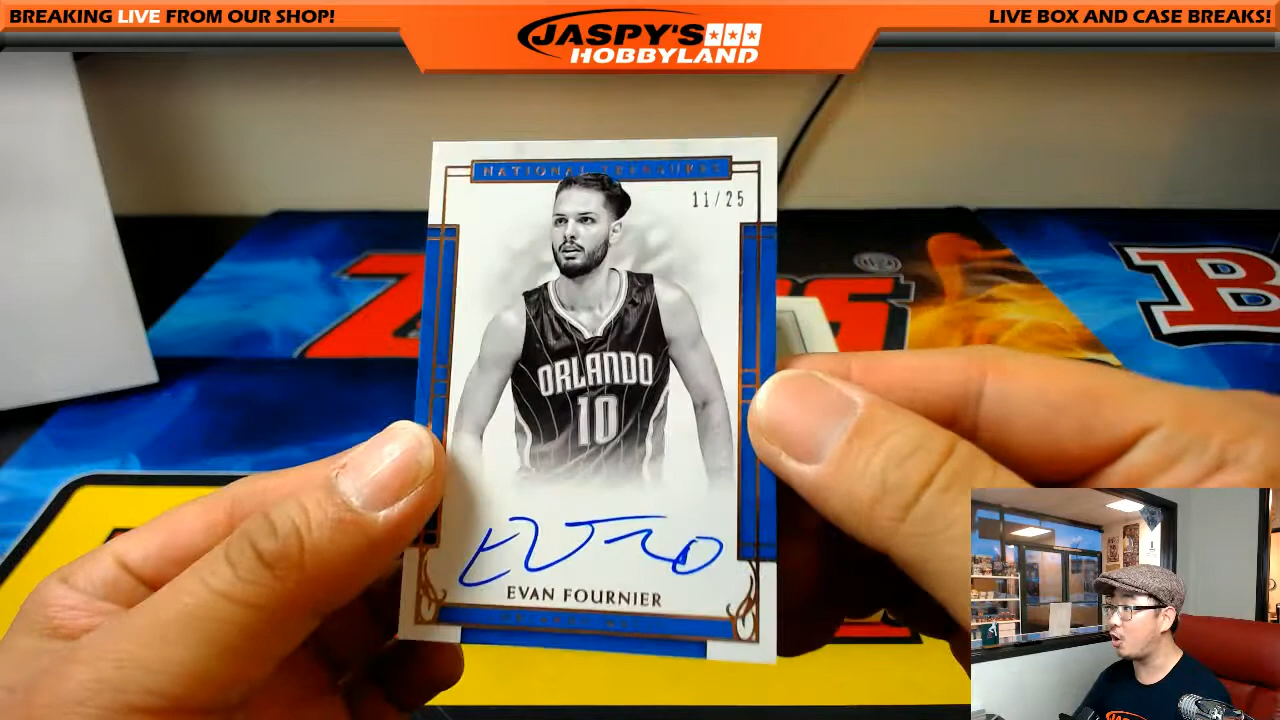 BREAKING LIVE FROM OUR SHOP!
JASPY'S
HOBBYLAND
LIVE BOX AND CASE BREAKS!
NATIONAL TREASURES
11/25
ORLANDO
10
EVAN FOURNIER
B